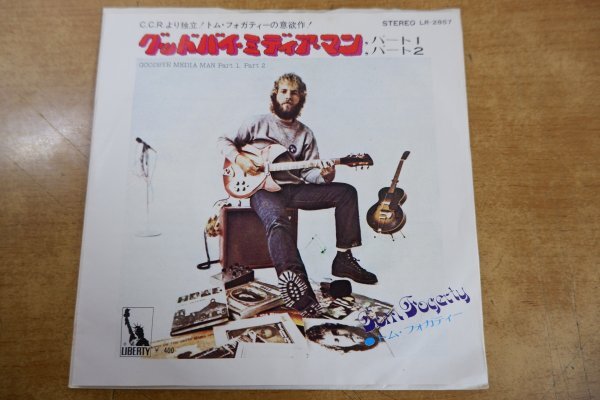 C.C.R.より独立！トム・フォガティーの意欲作！
STEREO LR-2857
グッドバイ・ミディア・マン・パート1
・パート2
GOODBYE MEDIA MAN Part 1, Part 2
Tom Fogerty
トム・フォガティー
LIBERTY ¥ 400